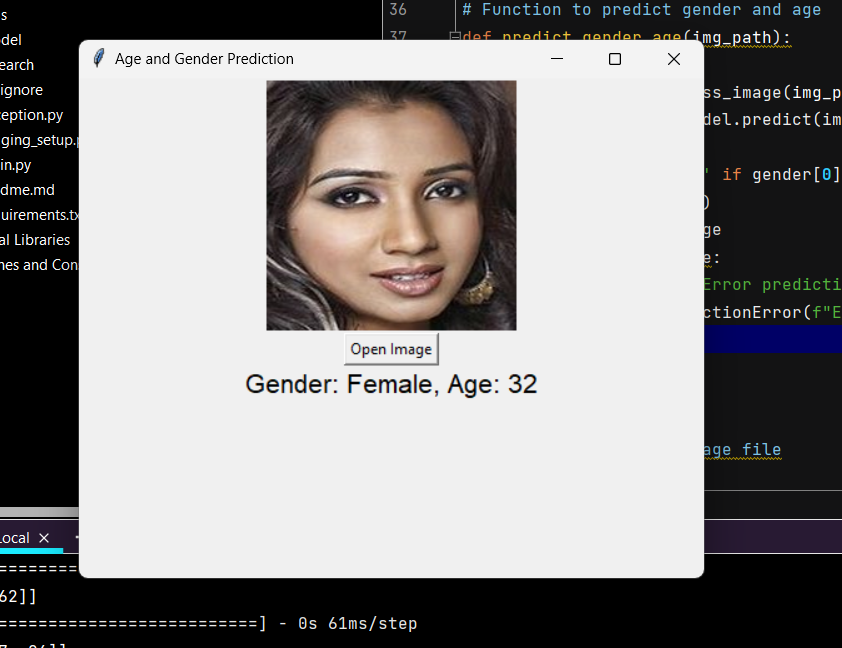 s
36 # Function to predict gender and age
del
37 def predict_gender_age(img_path):
Age and Gender Prediction
earch
ignore
ss_image(img_p
eption.py
del.predict(im
ging_setup.p
in.py
' if gender[0]
dme.md
)
uirements.tx
ge
al Libraries
e:
nes and Con
Error predicti
ctionError(f"E
Open Image
Gender: Female, Age: 32
age file
Local ×
==========
62]]
===========================] - 0s 61ms/step